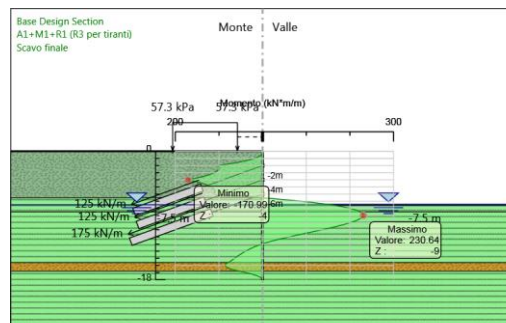 Base Design Section
A1+M1+R1 (R3 per tiranti)
Scavo finale
Monte Valle
57.3 kPa
Momento (kN*m/m)
200 300
-2m
-4m
-6m
Minimo
Valore: -170.99
Z : -4
125 kN/m
125 kN/m
175 kN/m
-7.5 m
-7.5 m
Massimo
Valore: 230.64
Z : -9
-18